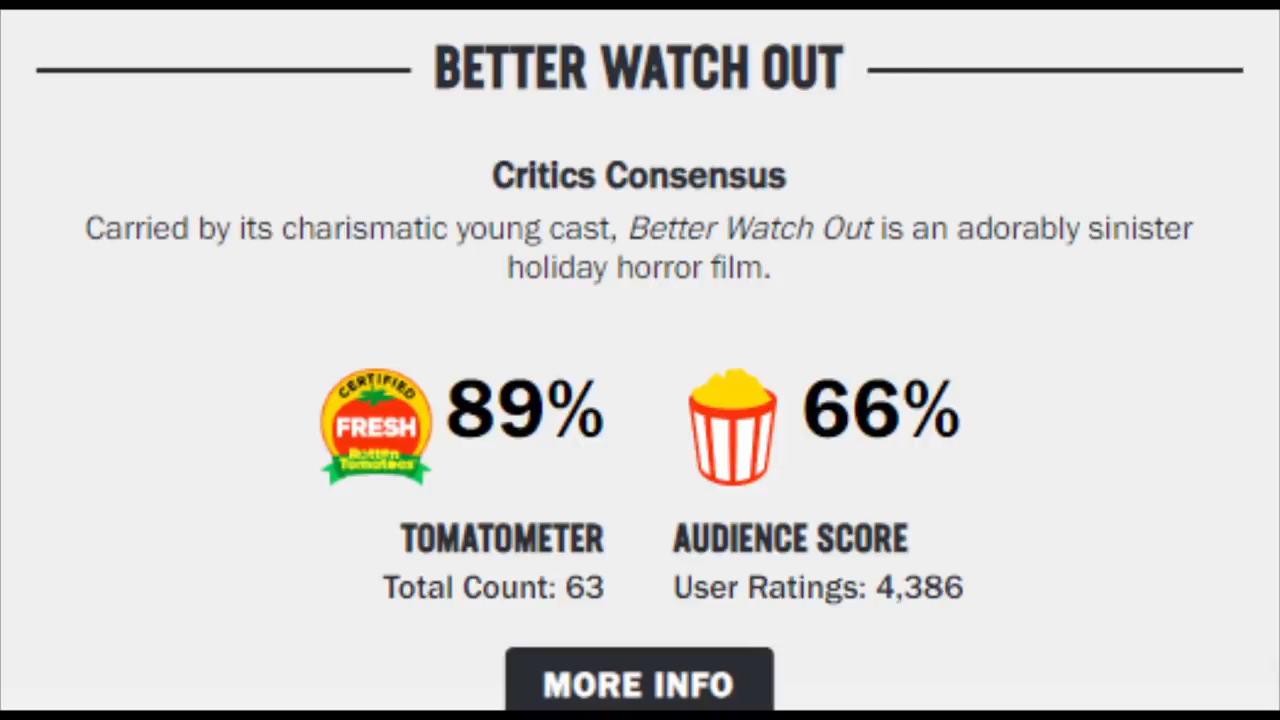 BETTER WATCH OUT
Critics Consensus
Carried by its charismatic young cast, Better Watch Out is an adorably sinister
holiday horror film.
CERTIFIED
FRESH
Rotten
Tomatoes
89%
66%
TOMATOMETER
AUDIENCE SCORE
Total Count: 63
User Ratings: 4,386
MORE INFO